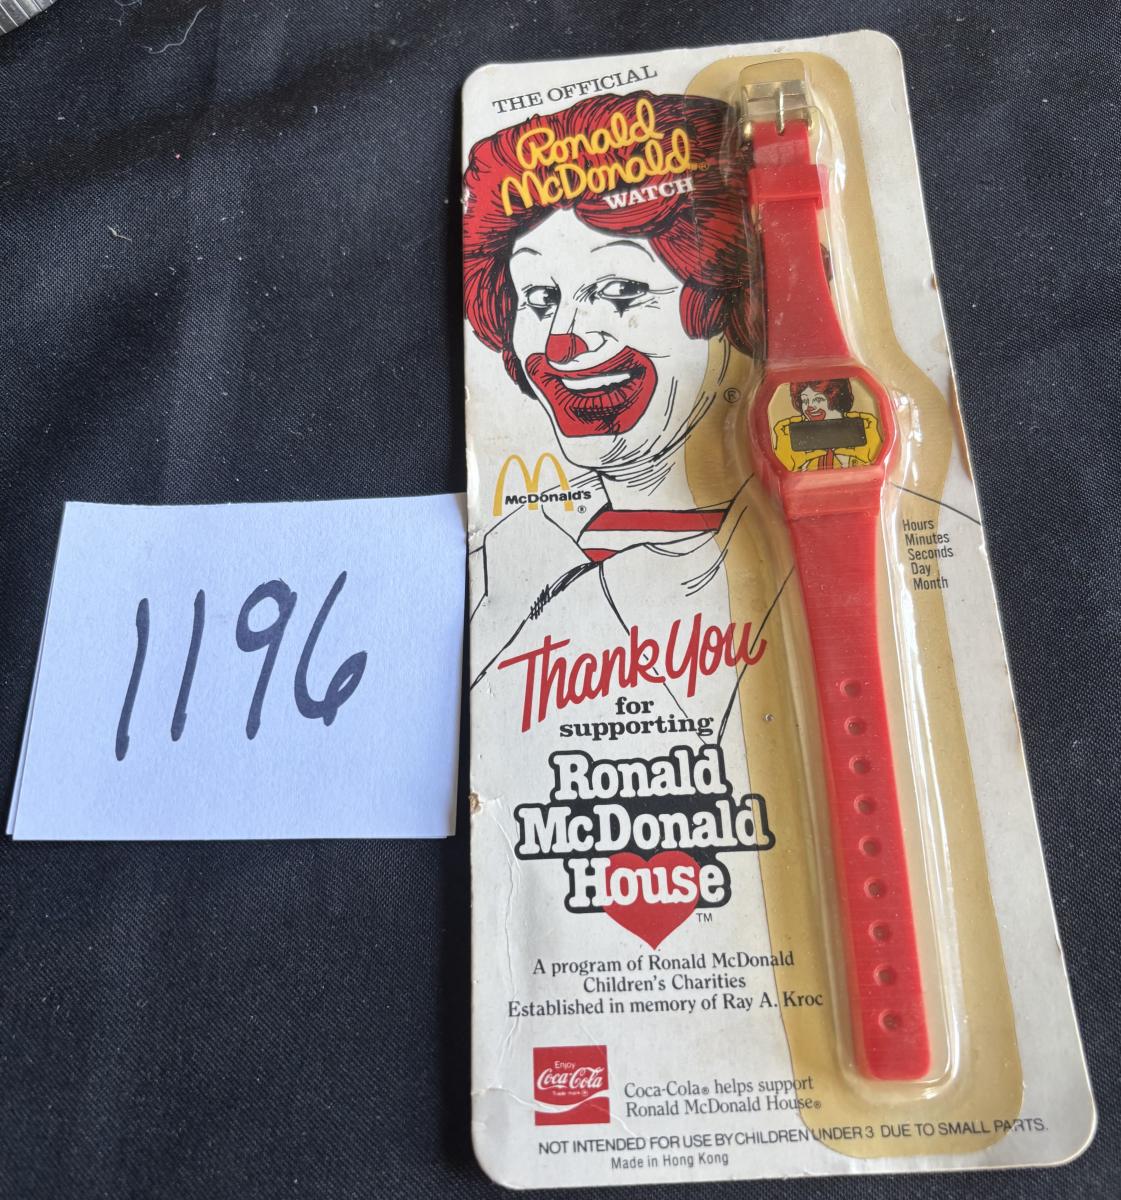 THE OFFICIAL
Ronald
McDonald®
WATCH
®
McDonald's
®
Hours
Minutes
Seconds
Day
Month
1196
Thank You
for
supporting
Ronald
McDonald
House
TM
A program of Ronald McDonald
Children's Charities
Established in memory of Ray A. Kroc
Enjoy
Coca-Cola
Trade mark ®
Coca-Cola® helps support
Ronald McDonald House®
NOT INTENDED FOR USE BY CHILDREN UNDER 3 DUE TO SMALL PARTS.
Made in Hong Kong